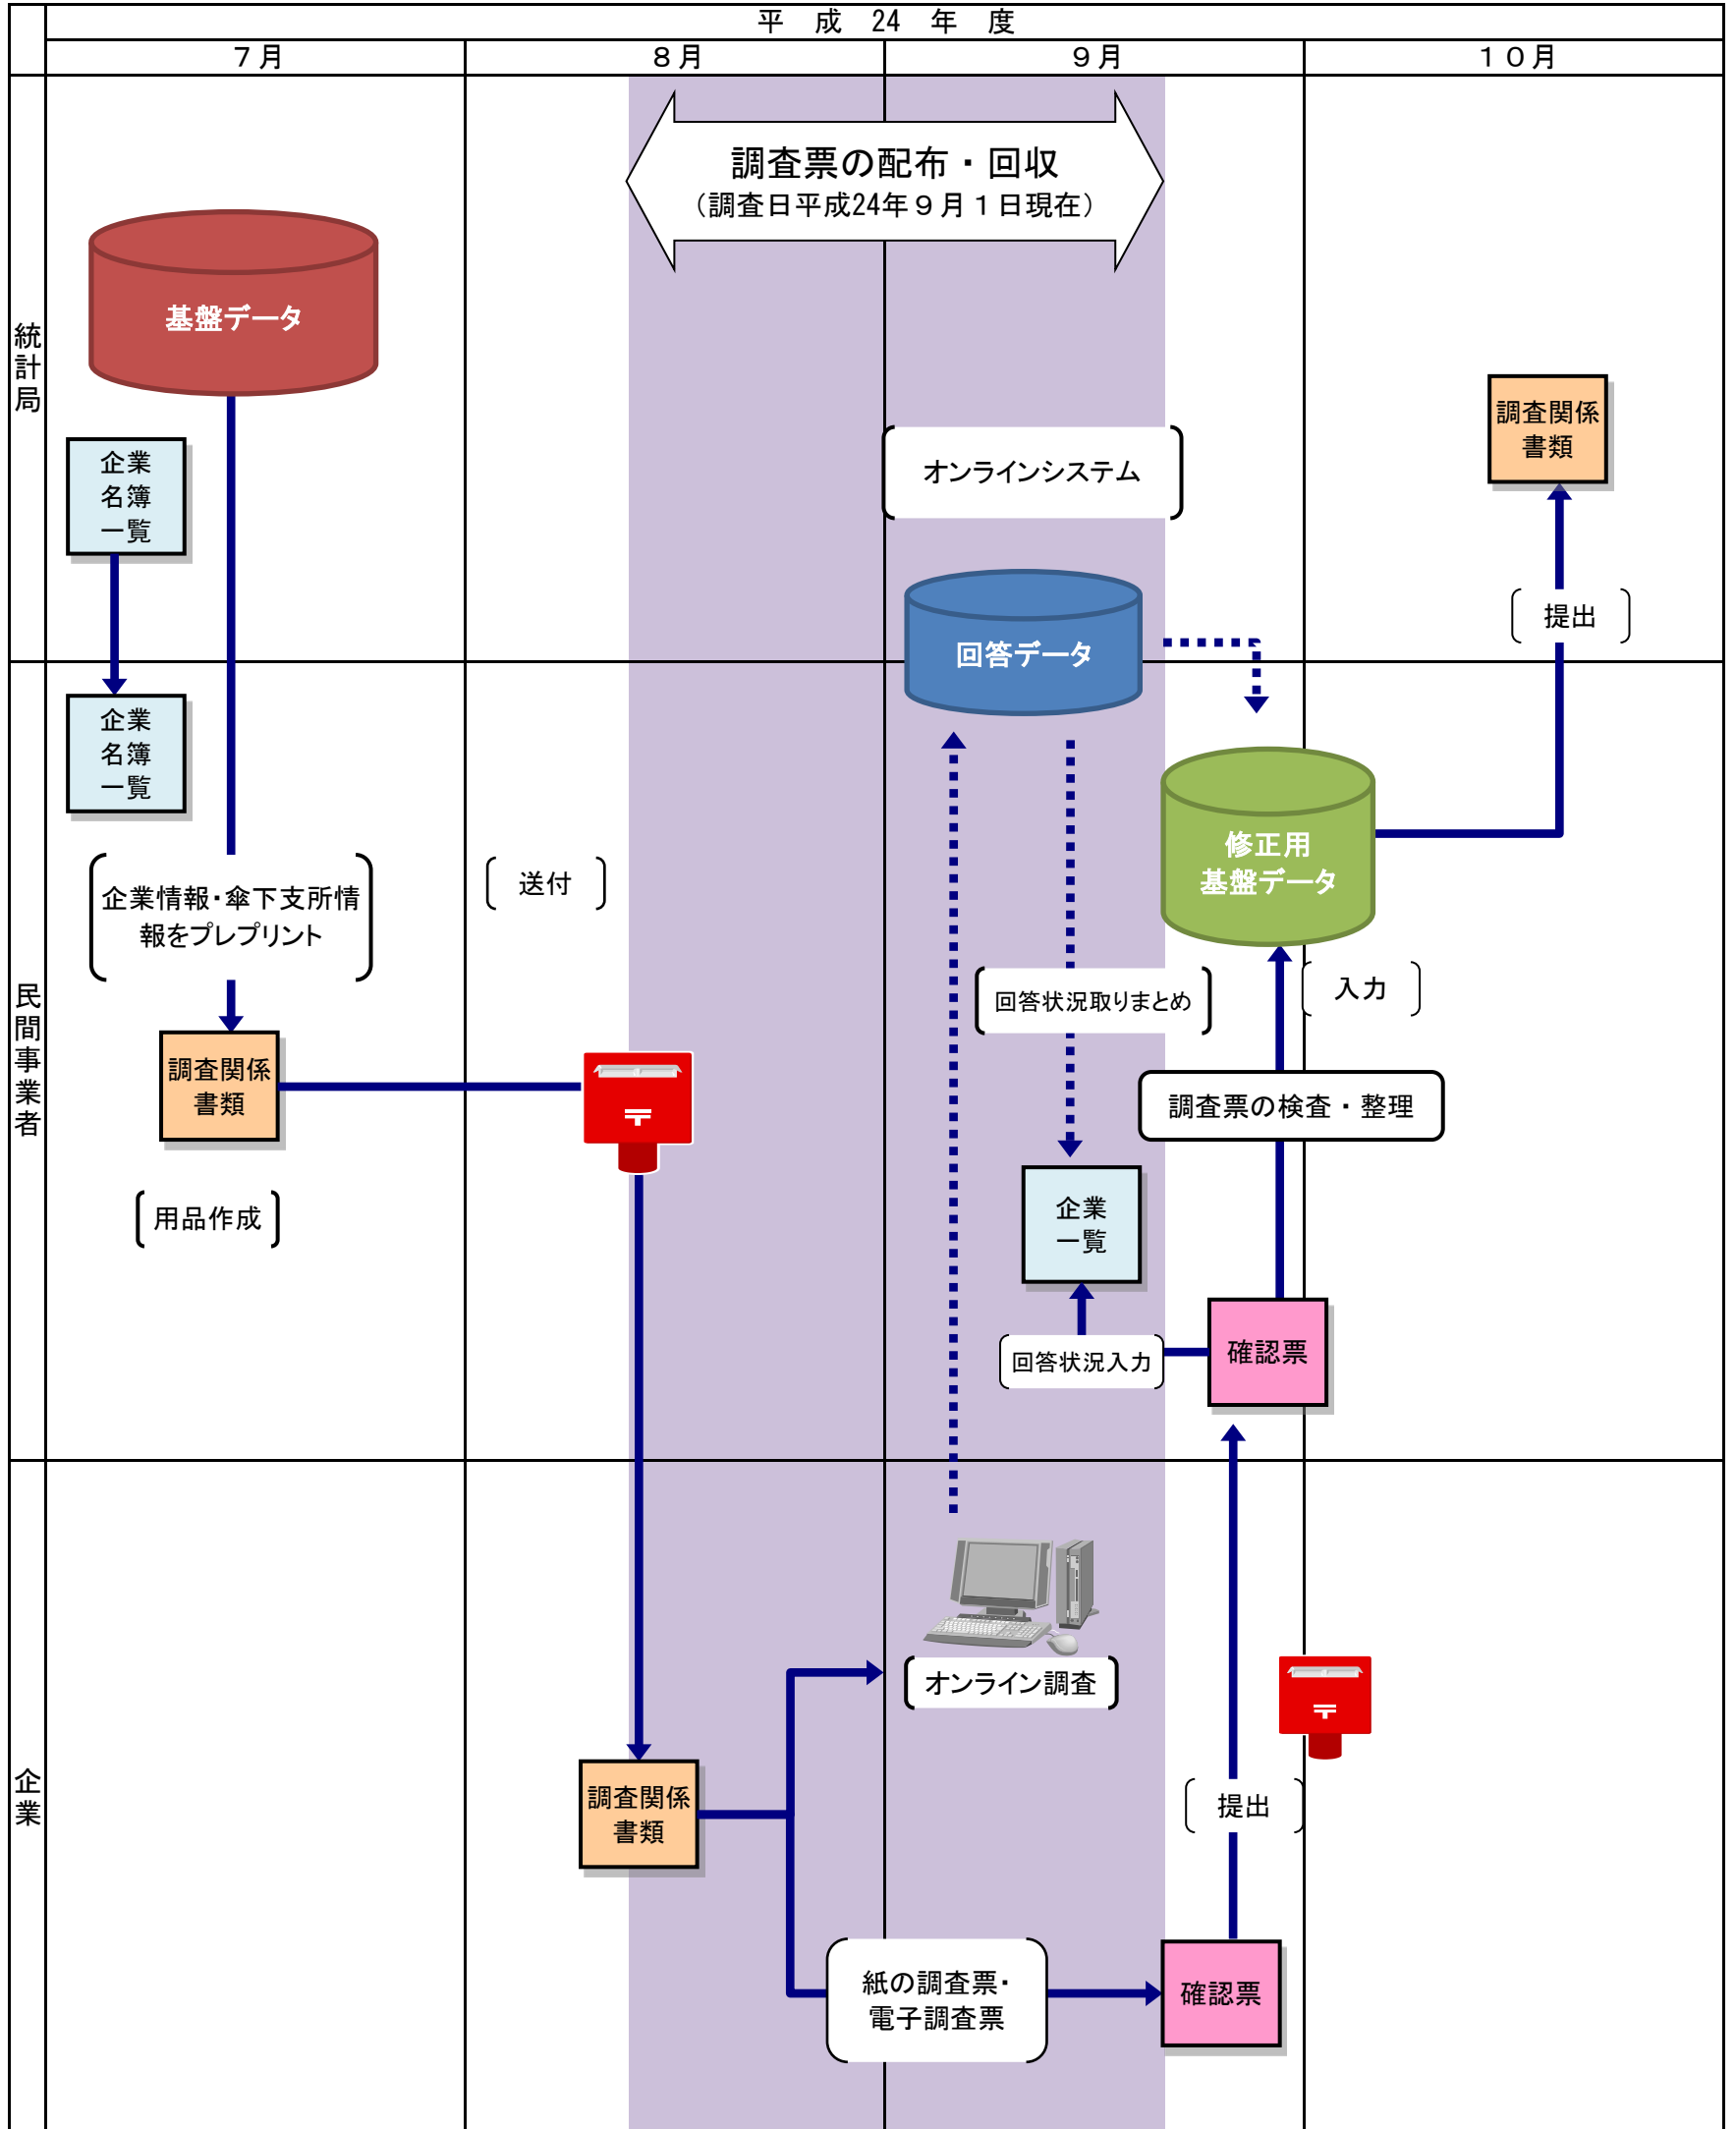 平 成 24 年 度
７月
８月
９月
１０月
調査票の配布・回収
（調査日平成24年９月１日現在）
統計局
基盤データ
企業
名簿
一覧
オンラインシステム
調査関係
書類
提出
回答データ
民間事業者
企業
名簿
一覧
修正用
基盤データ
企業情報・傘下支所情
報をプレプリント
送付
回答状況取りまとめ
入力
調査関係
書類
〒
調査票の検査・整理
用品作成
企業
一覧
回答状況入力
確認票
企業
オンライン調査
〒
調査関係
書類
提出
紙の調査票・
電子調査票
確認票